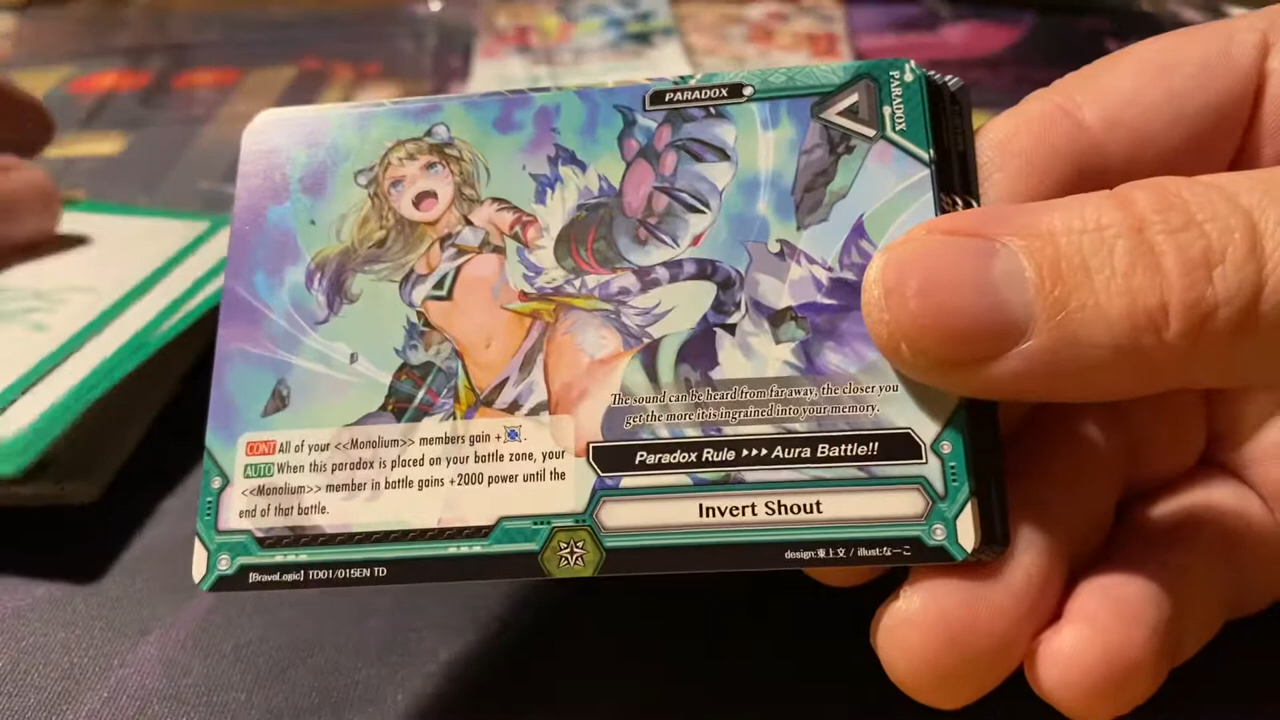 PARADOX
PARADOX
The sound can be heard from far away, the closer you
get the more it is ingrained into your memory.
CONT All of your <<Monolium>> members gain + .
AUTO When this paradox is placed on your battle zone, your
<<Monolium>> member in battle gains +2000 power until the
end of that battle.
Paradox Rule ▸▸▸ Aura Battle!!
Invert Shout
【BraveLogic】 TD01/015EN TD
design:東上文 / illust:なーこ